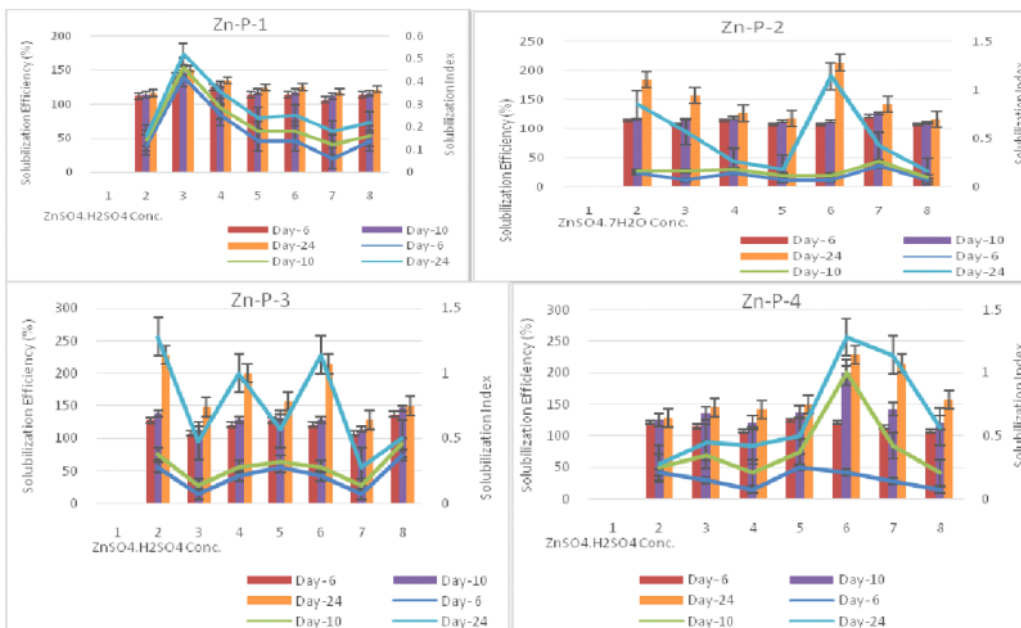 Zn-P-1
Solubilization Efficiency (%)
200
150
100
50
0
0.6
0.5
0.4
0.3
0.2
0.1
0
Solubilization Index
1 2 3 4 5 6 7 8
ZnSO4.H2SO4 Conc.
Day-6 Day-10
Day-24 Day-6
Day-10 Day-24
Zn-P-2
Solubilization Efficiency (%)
250
200
150
100
50
0
1.5
1
0.5
0
Solubilization Index
1 2 3 4 5 6 7 8
ZnSO4.7H2O Conc.
Day-6 Day-10
Day-24 Day-6
Day-10 Day-24
Zn-P-3
Solubilization Efficiency (%)
300
250
200
150
100
50
0
1.5
1
0.5
0
Solubilization Index
1 2 3 4 5 6 7 8
ZnSO4.H2SO4 Conc.
Day-6 Day-10
Day-24 Day-6
Day-10 Day-24
Zn-P-4
Solubilization Efficiency (%)
300
250
200
150
100
50
0
1.5
1
0.5
0
Solubilization Index
1 2 3 4 5 6 7 8
ZnSO4.H2SO4 Conc.
Day-6 Day-10
Day-24 Day-6
Day-10 Day-24